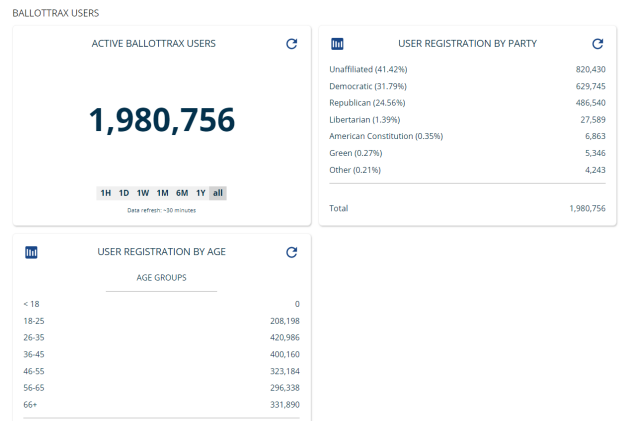 BALLOTTRAX USERS
ACTIVE BALLOTTRAX USERS
1,980,756
1H 1D 1W 1M 6M 1Y all
Data refresh: ~30 minutes
USER REGISTRATION BY PARTY
Unaffiliated (41.42%) 820,430
Democratic (31.79%) 629,745
Republican (24.56%) 486,540
Libertarian (1.39%) 27,589
American Constitution (0.35%) 6,863
Green (0.27%) 5,346
Other (0.21%) 4,243
Total 1,980,756
USER REGISTRATION BY AGE
AGE GROUPS
< 18 0
18-25 208,198
26-35 420,986
36-45 400,160
46-55 323,184
56-65 296,338
66+ 331,890